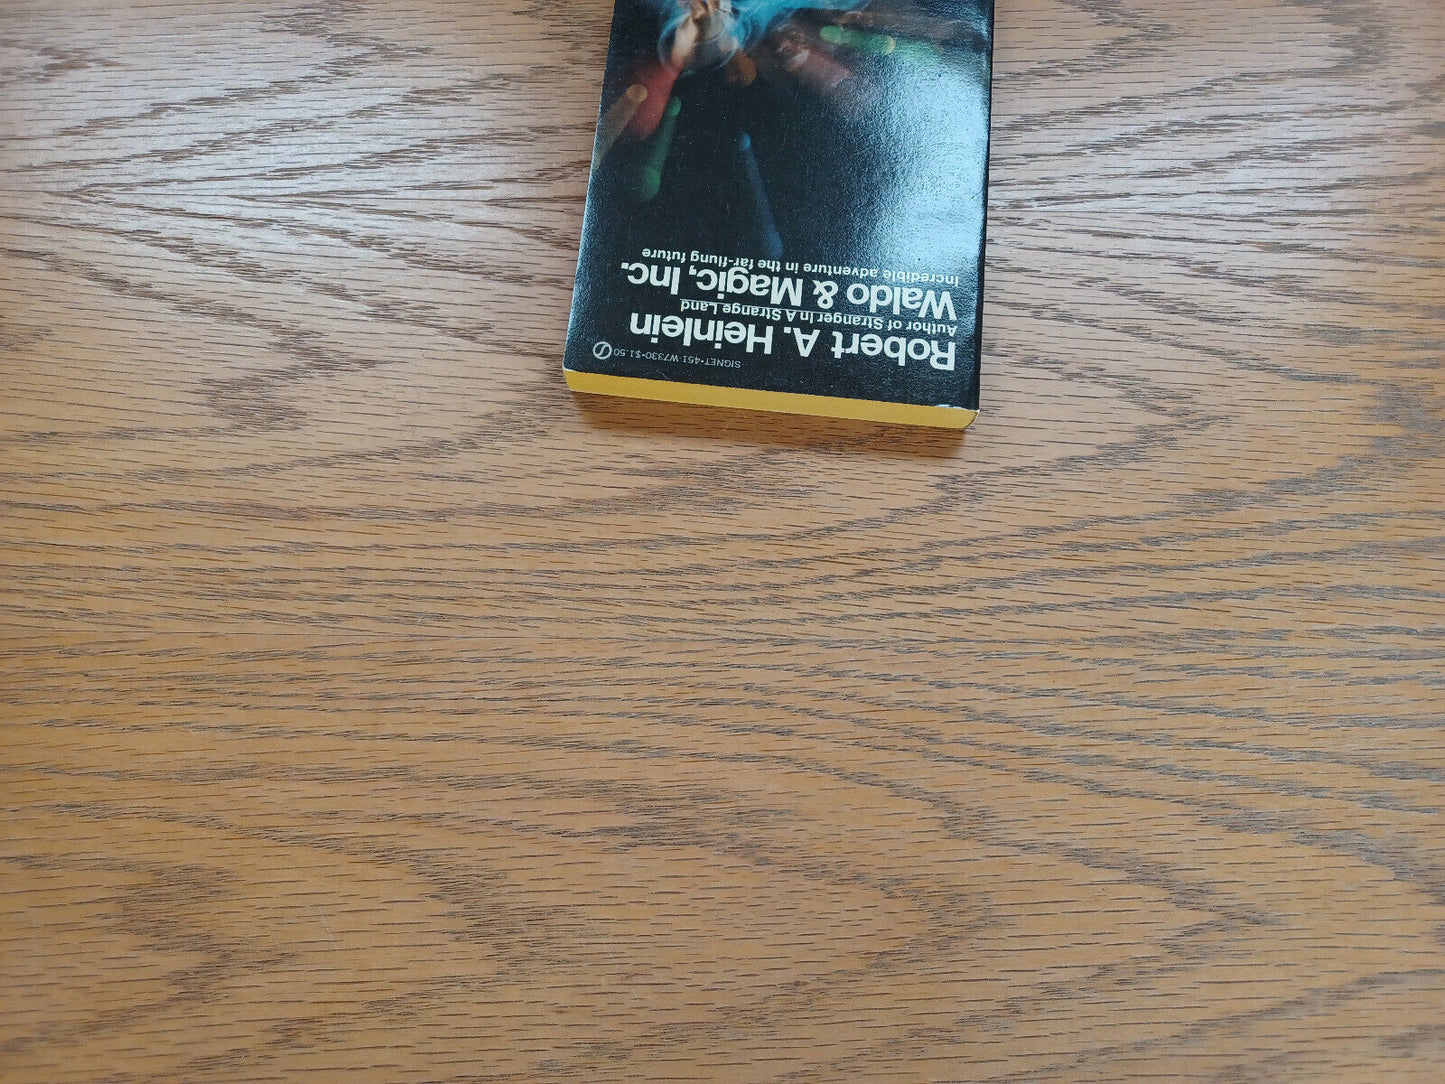 SIGNET•451-W7330•$1.50
Robert A. Heinlein
Author of Stranger In A Strange Land
Waldo & Magic, Inc.
Incredible adventure in the far-flung future